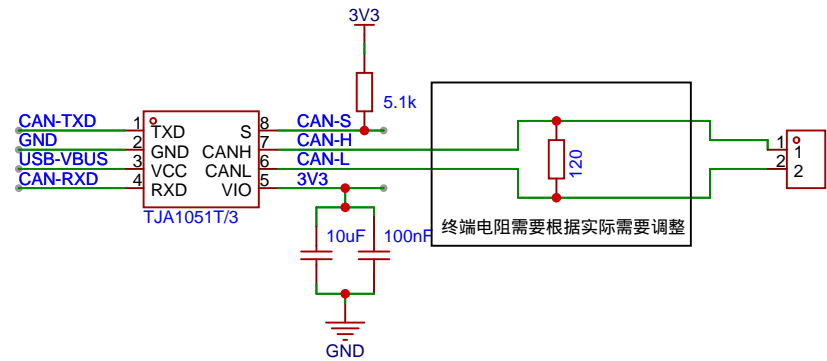 3V3
5.1k
CAN-TXD
1
TXD
S
8
CAN-S
GND
2
GND
CANH
7
CAN-H
USB-VBUS
3
VCC
CANL
6
CAN-L
CAN-RXD
4
RXD
VIO
5
3V3
TJA1051T/3
120
1
1
2
2
10uF
100nF
终端电阻需要根据实际需要调整
GND